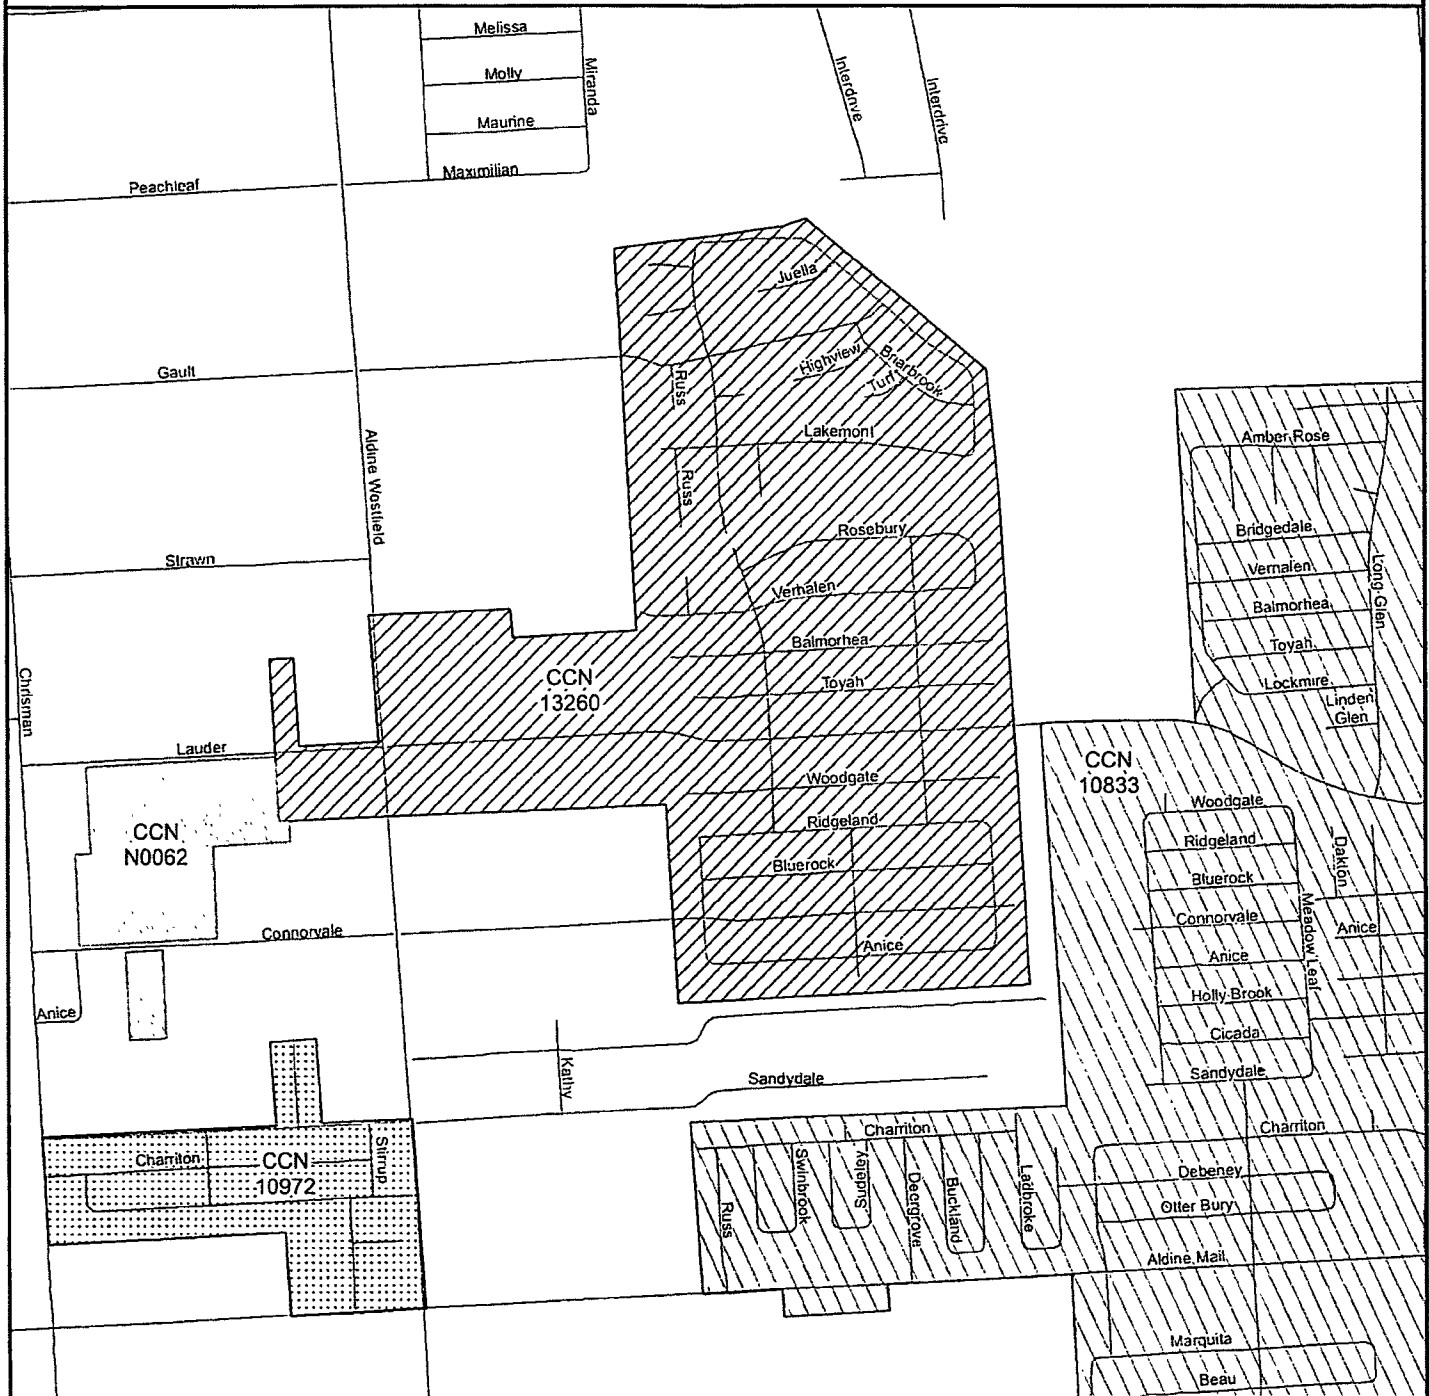 Melissa
Molly
Miranda
Maurine
Maximilian
Interdrive
Interdrive
Peachleaf
Juella
Gault
Highview
Briarbrook
Turf
Russ
Lakemont
Aldine Westfield
Russ
Rosebury
Strawn
Verhalen
Balmorhea
CCN
13260
Toyah
Chrisman
Lauder
Woodgate
Ridgeland
CCN
N0062
Bluerock
Connorvale
Anice
Anice
Kathy
Sandydale
Amber Rose
Bridgedale
Vernalen
Long Glen
Balmorhea
Toyah
Lockmire
Linden
Glen
CCN
10833
Woodgate
Ridgeland
Dakton
Bluerock
Connorvale
Meadow Leaf
Anice
Anice
Holly Brook
Cicada
Sandydale
Charriton
CCN
10972
Stirrup
Charriton
Swinbrook
Sudeley
Deergrove
Buckland
Ladbroke
Russ
Charriton
Debeney
Otter Bury
Aldine Mail
Marquita
Beau